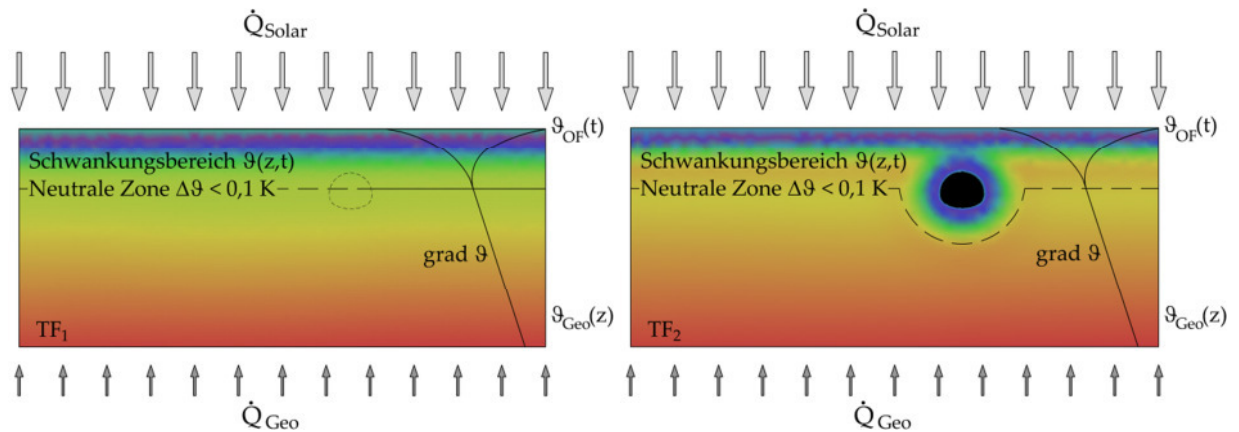 Q̇Solar
ϑOF(t)
Schwankungsbereich ϑ(z,t)
Neutrale Zone Δϑ < 0,1 K
grad ϑ
ϑGeo(z)
TF1
Q̇Geo
Q̇Solar
ϑOF(t)
Schwankungsbereich ϑ(z,t)
Neutrale Zone Δϑ < 0,1 K
grad ϑ
ϑGeo(z)
TF2
Q̇Geo